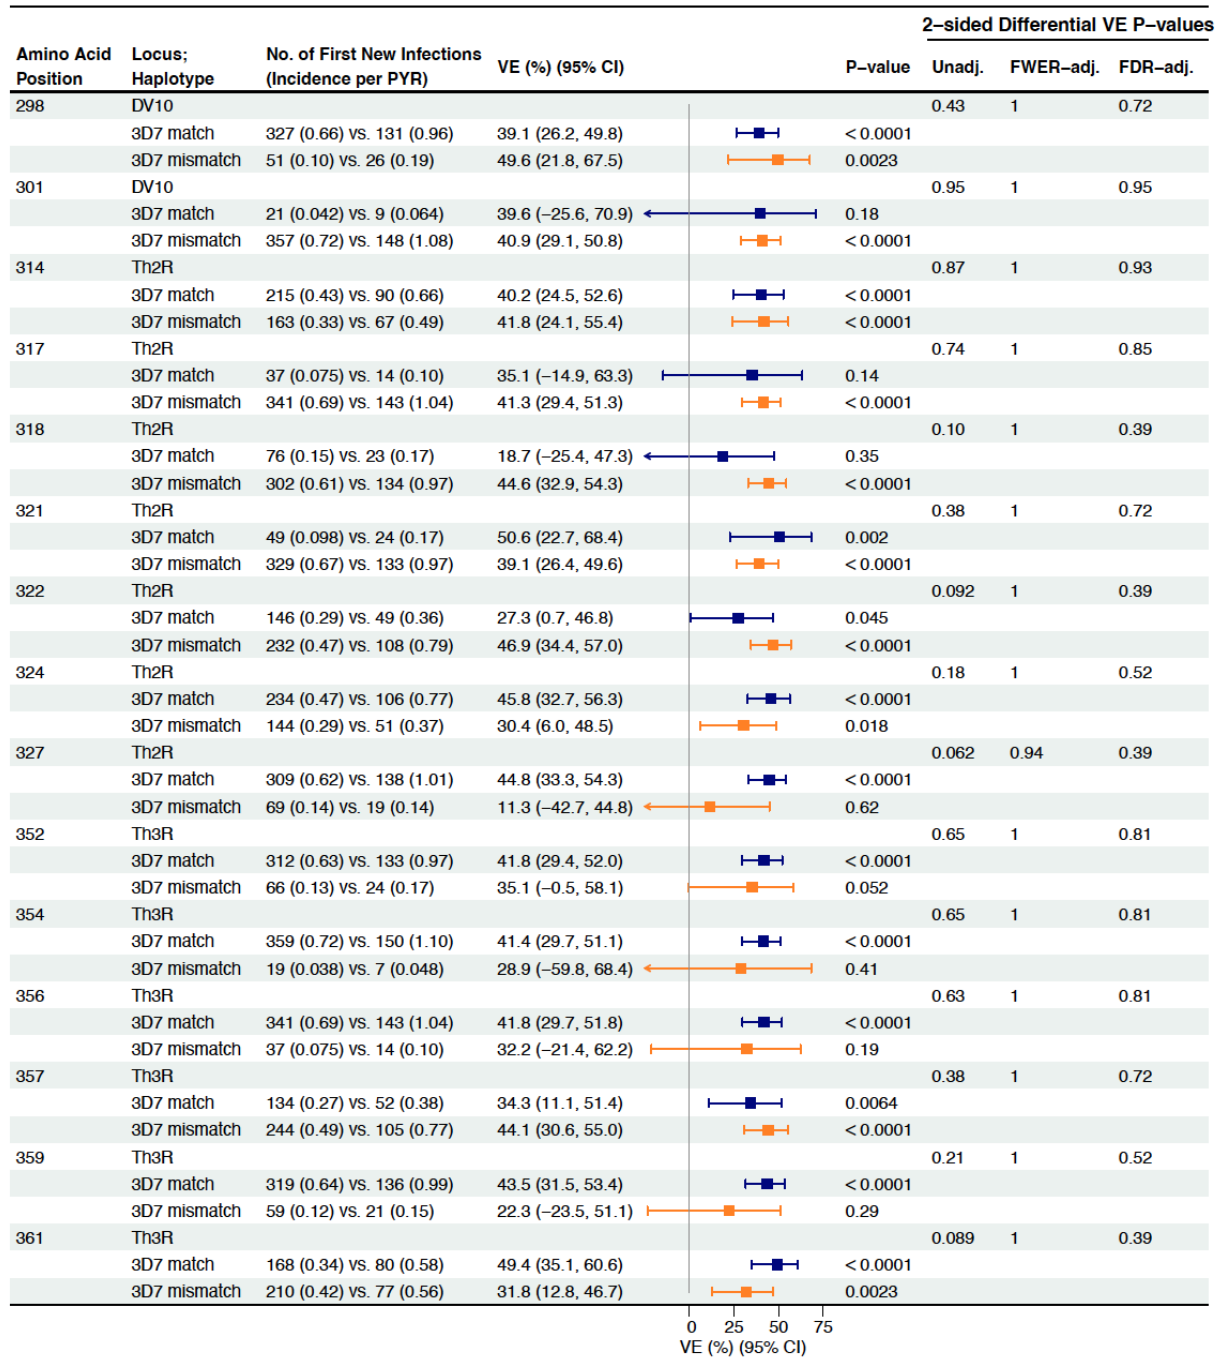 2−sided Differential VE P−values
Amino Acid Position Locus; Haplotype No. of First New Infections (Incidence per PYR) VE (%) (95% CI) P−value Unadj. FWER−adj. FDR−adj.
298 DV10 0.43 1 0.72
3D7 match 327 (0.66) vs. 131 (0.96) 39.1 (26.2, 49.8) < 0.0001
3D7 mismatch 51 (0.10) vs. 26 (0.19) 49.6 (21.8, 67.5) 0.0023
301 DV10 0.95 1 0.95
3D7 match 21 (0.042) vs. 9 (0.064) 39.6 (−25.6, 70.9) 0.18
3D7 mismatch 357 (0.72) vs. 148 (1.08) 40.9 (29.1, 50.8) < 0.0001
314 Th2R 0.87 1 0.93
3D7 match 215 (0.43) vs. 90 (0.66) 40.2 (24.5, 52.6) < 0.0001
3D7 mismatch 163 (0.33) vs. 67 (0.49) 41.8 (24.1, 55.4) < 0.0001
317 Th2R 0.74 1 0.85
3D7 match 37 (0.075) vs. 14 (0.10) 35.1 (−14.9, 63.3) 0.14
3D7 mismatch 341 (0.69) vs. 143 (1.04) 41.3 (29.4, 51.3) < 0.0001
318 Th2R 0.10 1 0.39
3D7 match 76 (0.15) vs. 23 (0.17) 18.7 (−25.4, 47.3) 0.35
3D7 mismatch 302 (0.61) vs. 134 (0.97) 44.6 (32.9, 54.3) < 0.0001
321 Th2R 0.38 1 0.72
3D7 match 49 (0.098) vs. 24 (0.17) 50.6 (22.7, 68.4) 0.002
3D7 mismatch 329 (0.67) vs. 133 (0.97) 39.1 (26.4, 49.6) < 0.0001
322 Th2R 0.092 1 0.39
3D7 match 146 (0.29) vs. 49 (0.36) 27.3 (0.7, 46.8) 0.045
3D7 mismatch 232 (0.47) vs. 108 (0.79) 46.9 (34.4, 57.0) < 0.0001
324 Th2R 0.18 1 0.52
3D7 match 234 (0.47) vs. 106 (0.77) 45.8 (32.7, 56.3) < 0.0001
3D7 mismatch 144 (0.29) vs. 51 (0.37) 30.4 (6.0, 48.5) 0.018
327 Th2R 0.062 0.94 0.39
3D7 match 309 (0.62) vs. 138 (1.01) 44.8 (33.3, 54.3) < 0.0001
3D7 mismatch 69 (0.14) vs. 19 (0.14) 11.3 (−42.7, 44.8) 0.62
352 Th3R 0.65 1 0.81
3D7 match 312 (0.63) vs. 133 (0.97) 41.8 (29.4, 52.0) < 0.0001
3D7 mismatch 66 (0.13) vs. 24 (0.17) 35.1 (−0.5, 58.1) 0.052
354 Th3R 0.65 1 0.81
3D7 match 359 (0.72) vs. 150 (1.10) 41.4 (29.7, 51.1) < 0.0001
3D7 mismatch 19 (0.038) vs. 7 (0.048) 28.9 (−59.8, 68.4) 0.41
356 Th3R 0.63 1 0.81
3D7 match 341 (0.69) vs. 143 (1.04) 41.8 (29.7, 51.8) < 0.0001
3D7 mismatch 37 (0.075) vs. 14 (0.10) 32.2 (−21.4, 62.2) 0.19
357 Th3R 0.38 1 0.72
3D7 match 134 (0.27) vs. 52 (0.38) 34.3 (11.1, 51.4) 0.0064
3D7 mismatch 244 (0.49) vs. 105 (0.77) 44.1 (30.6, 55.0) < 0.0001
359 Th3R 0.21 1 0.52
3D7 match 319 (0.64) vs. 136 (0.99) 43.5 (31.5, 53.4) < 0.0001
3D7 mismatch 59 (0.12) vs. 21 (0.15) 22.3 (−23.5, 51.1) 0.29
361 Th3R 0.089 1 0.39
3D7 match 168 (0.34) vs. 80 (0.58) 49.4 (35.1, 60.6) < 0.0001
3D7 mismatch 210 (0.42) vs. 77 (0.56) 31.8 (12.8, 46.7) 0.0023
0 25 50 75
VE (%) (95% CI)